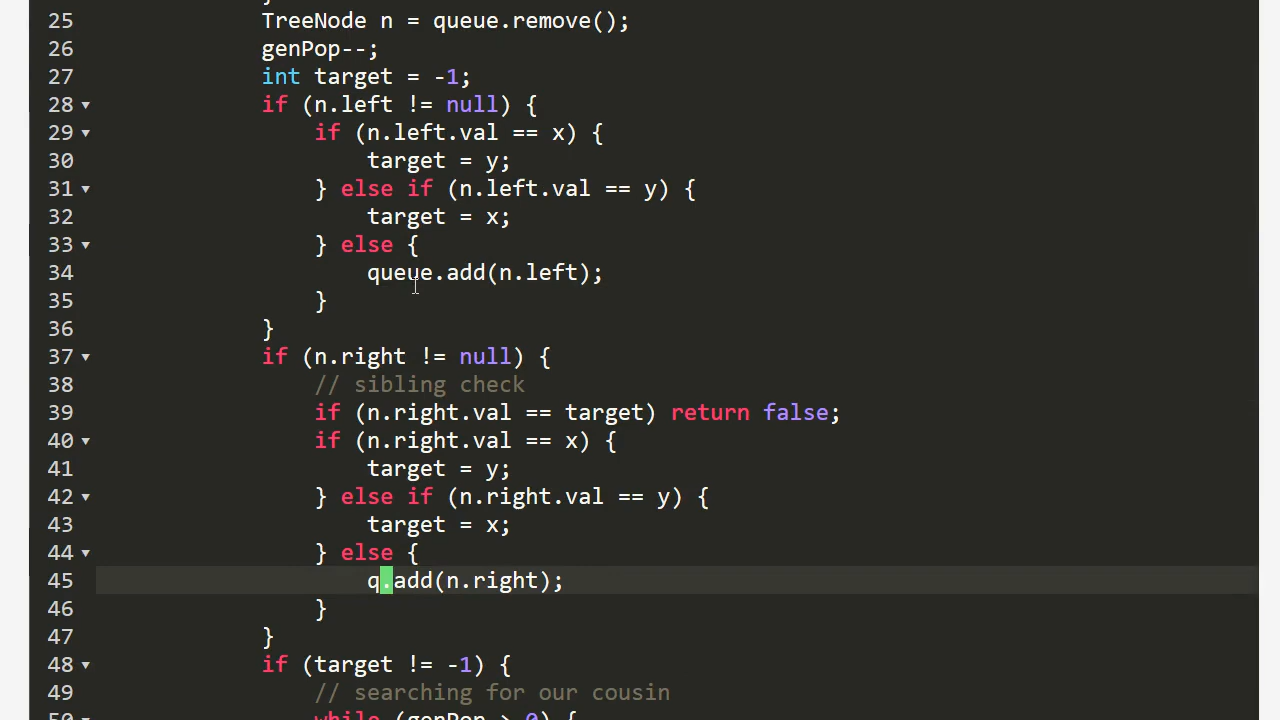 25 TreeNode n = queue.remove();
26 genPop--;
27 int target = -1;
28 if (n.left != null) {
29 if (n.left.val == x) {
30 target = y;
31 } else if (n.left.val == y) {
32 target = x;
33 } else {
34 queue.add(n.left);
35 }
36 }
37 if (n.right != null) {
38 // sibling check
39 if (n.right.val == target) return false;
40 if (n.right.val == x) {
41 target = y;
42 } else if (n.right.val == y) {
43 target = x;
44 } else {
45 q.add(n.right);
46 }
47 }
48 if (target != -1) {
49 // searching for our cousin
50 while (genPop > 0) {